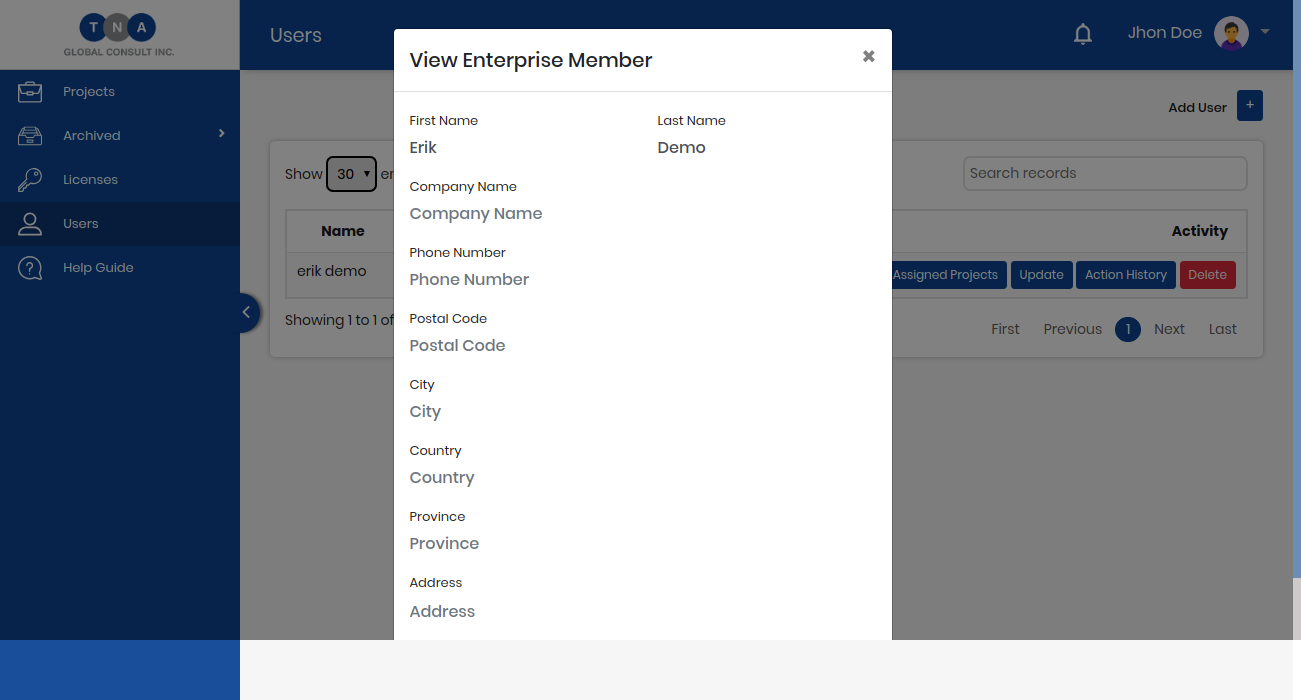 T N A
GLOBAL CONSULT INC.
Projects
Archived
Licenses
Users
Help Guide
Users
Jhon Doe
Add User +
Show 30
Search records
Name
Activity
erik demo
Assigned Projects Update Action History Delete
Showing 1 to 1 of
First Previous 1 Next Last
View Enterprise Member ✖
First Name Last Name
Erik Demo
Company Name
Company Name
Phone Number
Phone Number
Postal Code
Postal Code
City
City
Country
Country
Province
Province
Address
Address